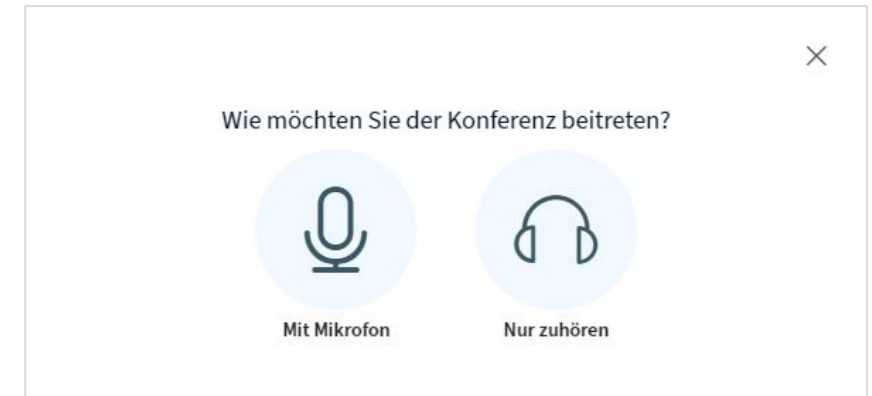 Wie möchten Sie der Konferenz beitreten?
Mit Mikrofon
Nur zuhören